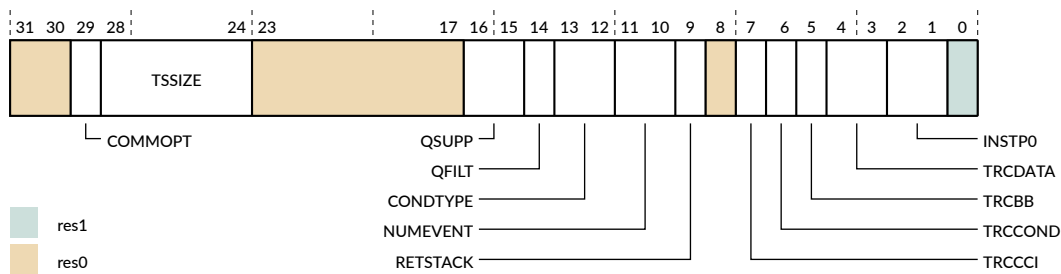 31 30 29 28 24 23 17 16 15 14 13 12 11 10 9 8 7 6 5 4 3 2 1 0
TSSIZE
COMMOPT QSUPP INSTP0
QFILT TRCDATA
CONDTYPE TRCBB
res1 NUMEVENT TRCCOND
res0 RETSTACK TRCCCI